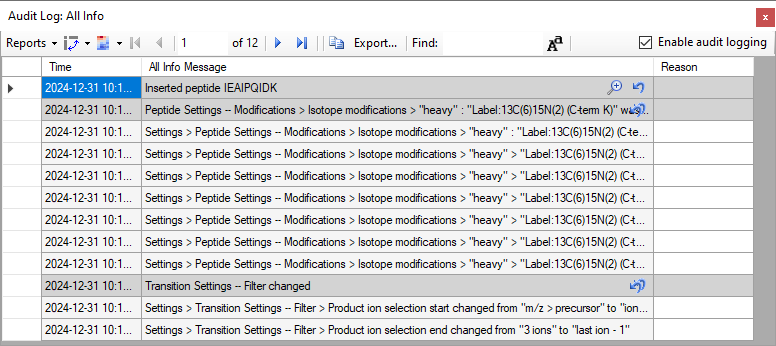 Audit Log: All Info
x
Reports 1 of 12 Export... Find: Aa Enable audit logging
Time All Info Message Reason
2024-12-31 10:1... Inserted peptide IEAIPQIDK
2024-12-31 10:1... Peptide Settings -- Modifications > Isotope modifications > "heavy" : "Label:13C(6)15N(2) (C-term K)" was...
2024-12-31 10:1... Settings > Peptide Settings -- Modifications > Isotope modifications > "heavy" : "Label:13C(6)15N(2) (C-te...
2024-12-31 10:1... Settings > Peptide Settings -- Modifications > Isotope modifications > "heavy" > "Label:13C(6)15N(2) (C-t...
2024-12-31 10:1... Settings > Peptide Settings -- Modifications > Isotope modifications > "heavy" > "Label:13C(6)15N(2) (C-t...
2024-12-31 10:1... Settings > Peptide Settings -- Modifications > Isotope modifications > "heavy" > "Label:13C(6)15N(2) (C-t...
2024-12-31 10:1... Settings > Peptide Settings -- Modifications > Isotope modifications > "heavy" > "Label:13C(6)15N(2) (C-t...
2024-12-31 10:1... Settings > Peptide Settings -- Modifications > Isotope modifications > "heavy" > "Label:13C(6)15N(2) (C-t...
2024-12-31 10:1... Settings > Peptide Settings -- Modifications > Isotope modifications > "heavy" > "Label:13C(6)15N(2) (C-t...
2024-12-31 10:1... Transition Settings -- Filter changed
2024-12-31 10:1... Settings > Transition Settings -- Filter > Product ion selection start changed from "m/z > precursor" to "ion...
2024-12-31 10:1... Settings > Transition Settings -- Filter > Product ion selection end changed from "3 ions" to "last ion - 1"